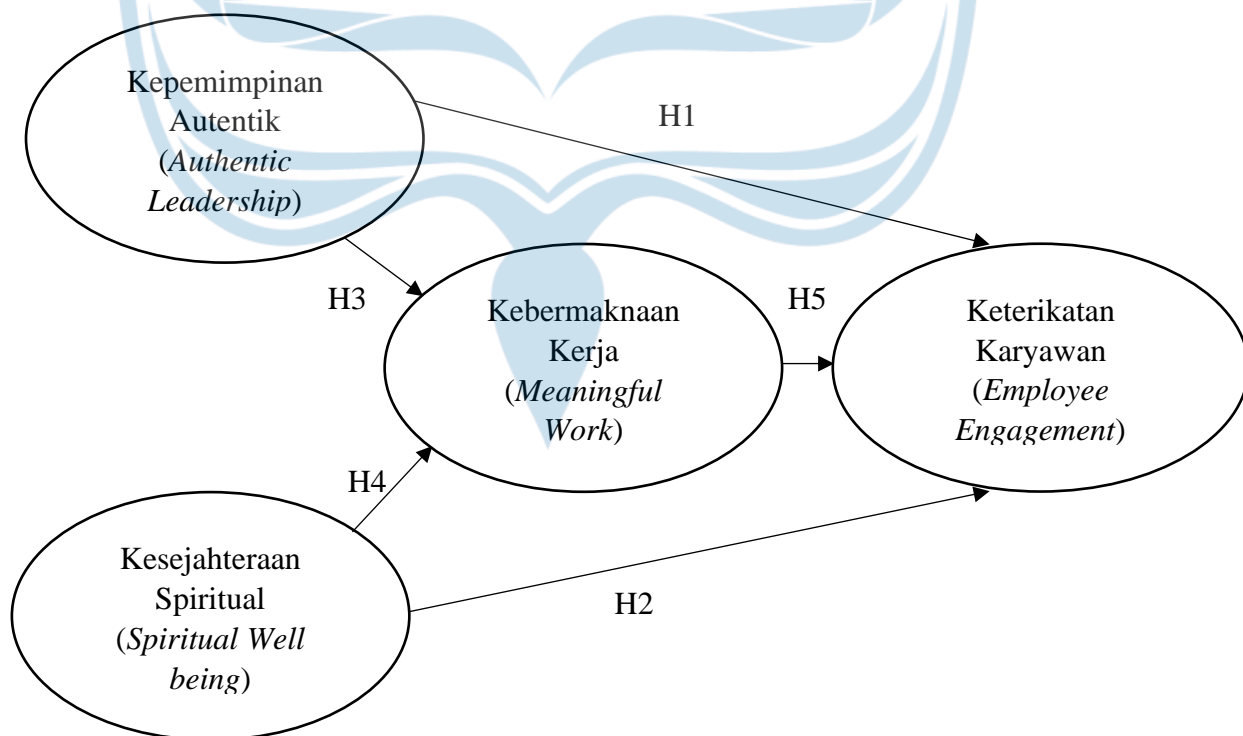 Kepemimpinan
Autentik
(Authentic
Leadership)
H1
H3
Kebermaknaan
Kerja
(Meaningful
Work)
H5
Keterikatan
Karyawan
(Employee
Engagement)
H4
Kesejahteraan
Spiritual
(Spiritual Well
being)
H2